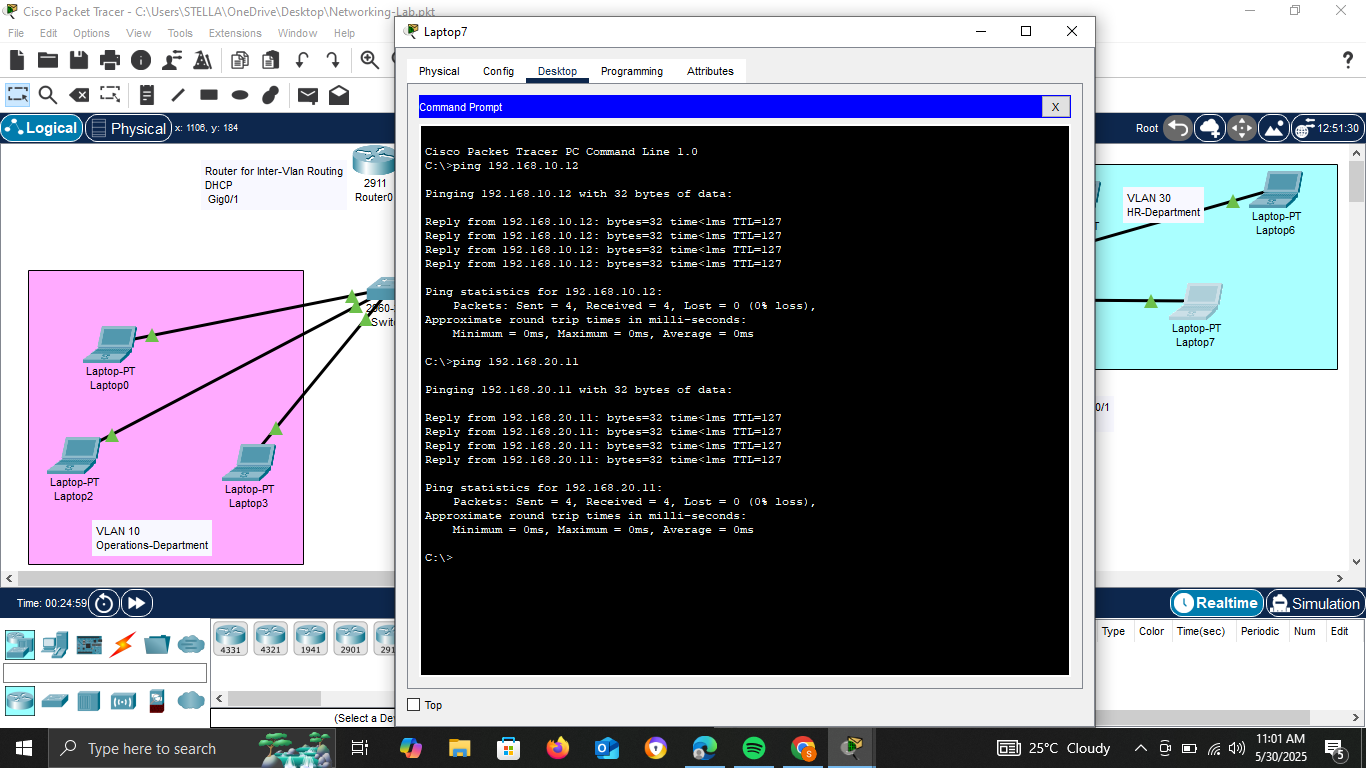 Cisco Packet Tracer - C:\Users\STELLA\OneDrive\Desktop\Networking-Lab.pkt
File Edit Options View Tools Extensions Window Help
Logical
Physical
x: 1106, y: 184
Root
12:51:30
Router for Inter-Vlan Routing
DHCP
Gig0/1
2911
Router0
Laptop-PT
Laptop0
Laptop-PT
Laptop2
Laptop-PT
Laptop3
VLAN 10
Operations-Department
Laptop7
Physical Config Desktop Programming Attributes
Command Prompt
X
Cisco Packet Tracer PC Command Line 1.0
C:\>ping 192.168.10.12
Pinging 192.168.10.12 with 32 bytes of data:
Reply from 192.168.10.12: bytes=32 time<1ms TTL=127
Reply from 192.168.10.12: bytes=32 time<1ms TTL=127
Reply from 192.168.10.12: bytes=32 time<1ms TTL=127
Reply from 192.168.10.12: bytes=32 time<1ms TTL=127
Ping statistics for 192.168.10.12:
Packets: Sent = 4, Received = 4, Lost = 0 (0% loss),
Approximate round trip times in milli-seconds:
Minimum = 0ms, Maximum = 0ms, Average = 0ms
C:\>ping 192.168.20.11
Pinging 192.168.20.11 with 32 bytes of data:
Reply from 192.168.20.11: bytes=32 time<1ms TTL=127
Reply from 192.168.20.11: bytes=32 time<1ms TTL=127
Reply from 192.168.20.11: bytes=32 time<1ms TTL=127
Reply from 192.168.20.11: bytes=32 time<1ms TTL=127
Ping statistics for 192.168.20.11:
Packets: Sent = 4, Received = 4, Lost = 0 (0% loss),
Approximate round trip times in milli-seconds:
Minimum = 0ms, Maximum = 0ms, Average = 0ms
C:\>
Top
VLAN 30
HR-Department
Laptop-PT
Laptop6
Laptop-PT
Laptop7
0/1
Time: 00:24:59
Realtime
Simulation
4331 4321 1941 2901
Type Color Time(sec) Periodic Num Edit
(Select a De
Type here to search
25°C Cloudy
11:01 AM
5/30/2025
5